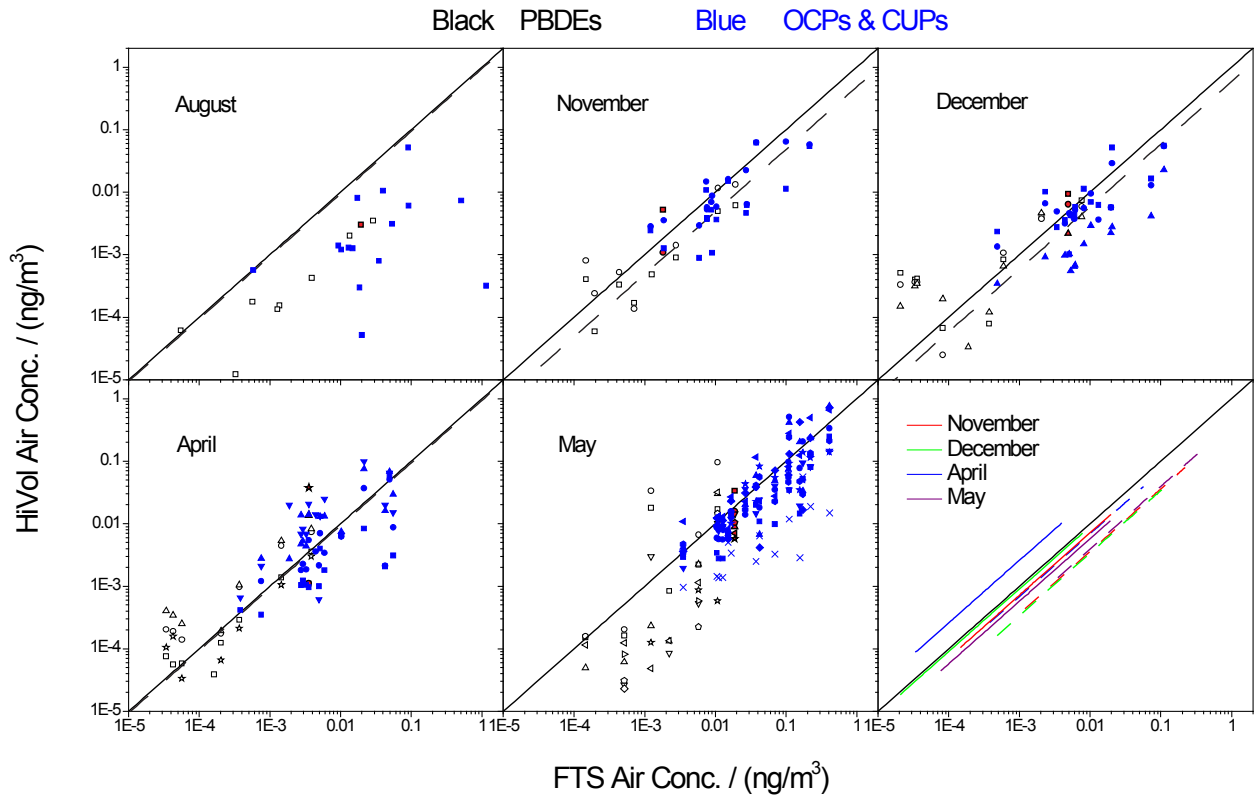 Black PBDEs Blue OCPs & CUPs
HiVol Air Conc. / (ng/m³)
1
0.1
0.01
1E-3
1E-4
1E-5
August
November
December
1
0.1
0.01
1E-3
1E-4
1E-5
April
May
November
December
April
May
1E-5 1E-4 1E-3 0.01 0.1 1 1E-5 1E-4 1E-3 0.01 0.1 1 1E-5 1E-4 1E-3 0.01 0.1 1
FTS Air Conc. / (ng/m³)